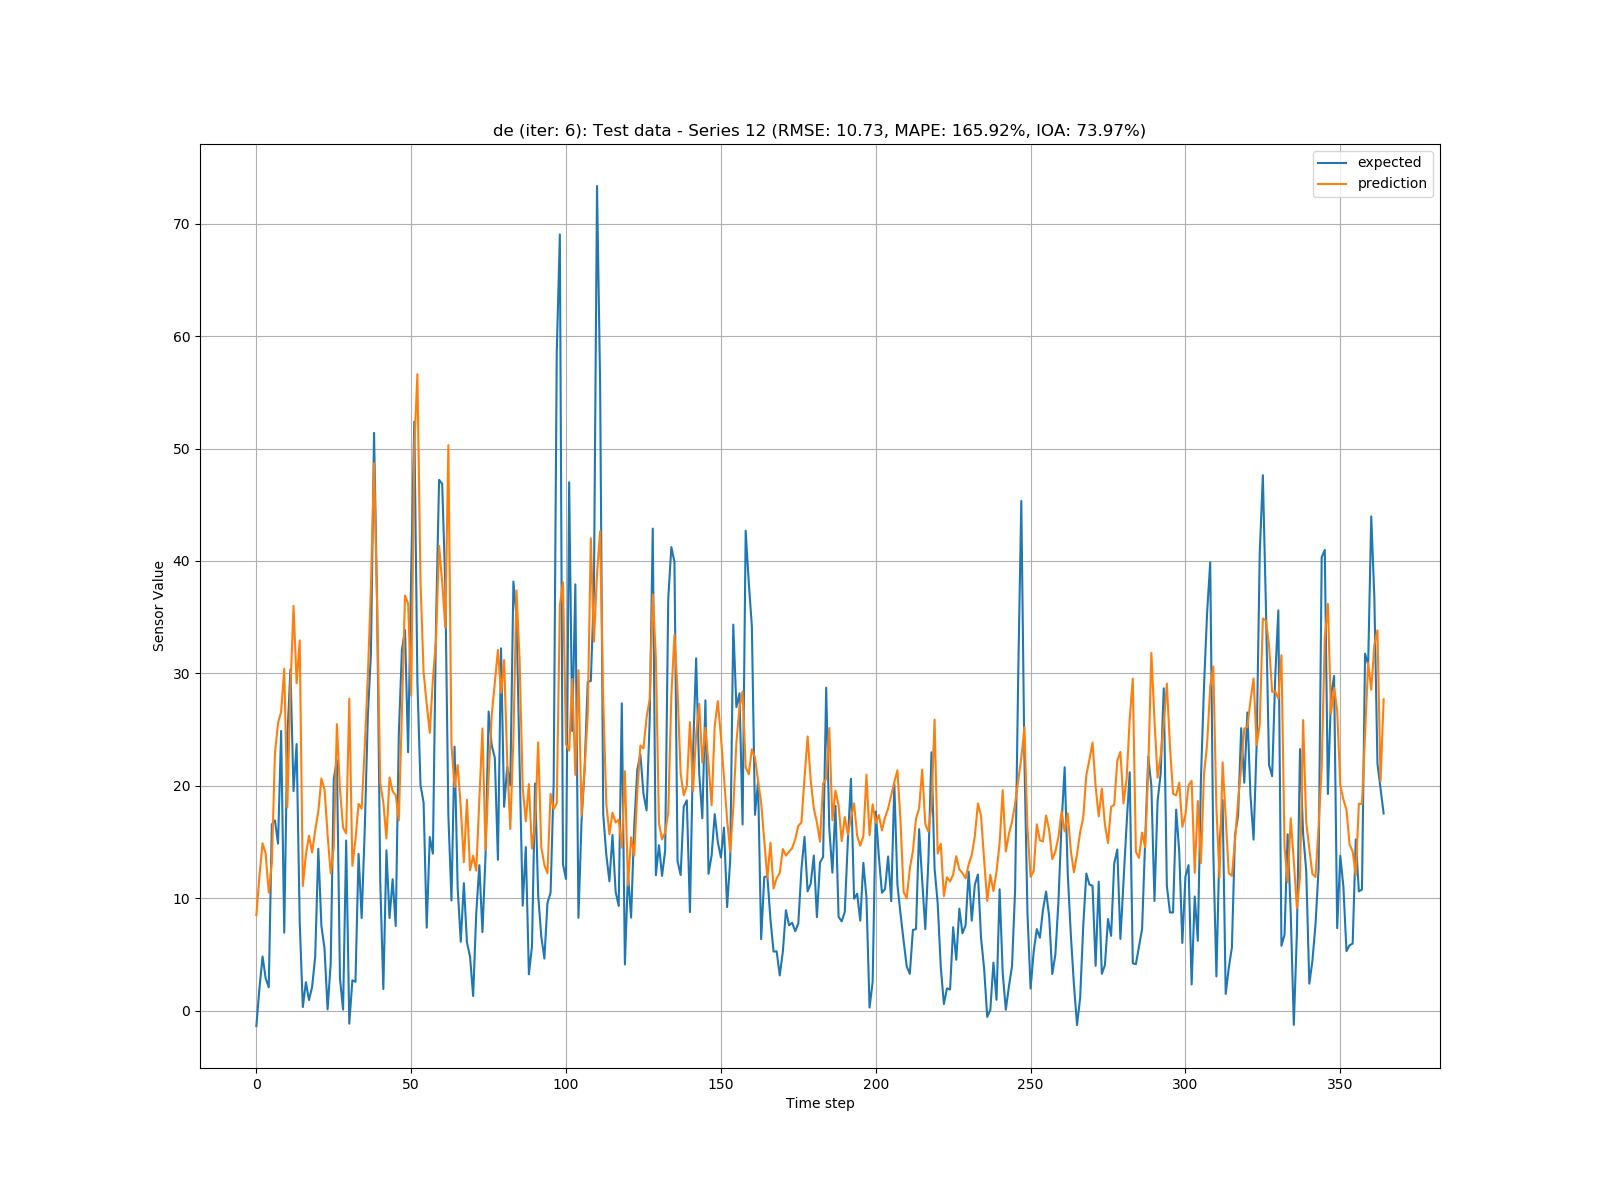 de (iter: 6): Test data - Series 12 (RMSE: 10.73, MAPE: 165.92%, IOA: 73.97%)
expected
prediction
70
60
50
40
30
20
10
0
Sensor Value
0 50 100 150 200 250 300 350
Time step